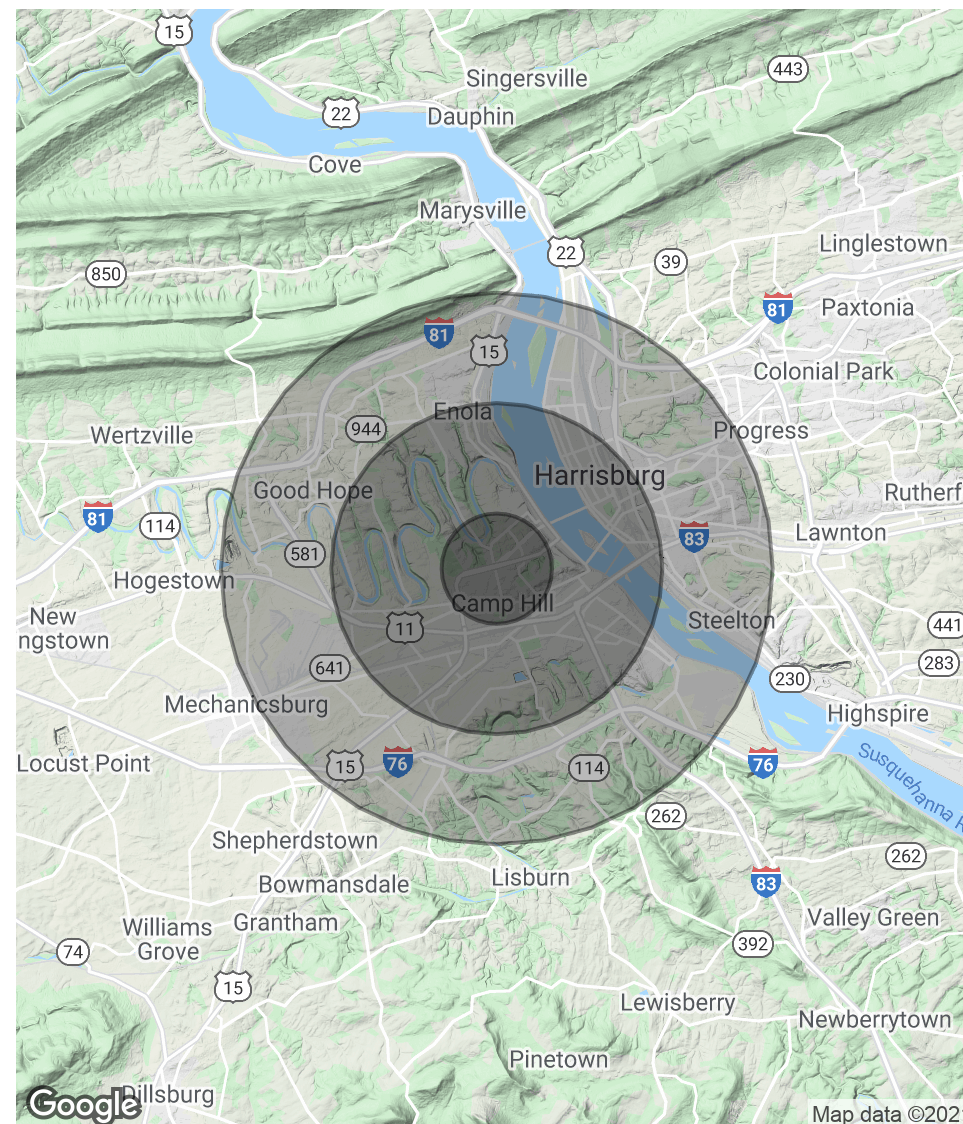 15
Singersville
443
22
Dauphin
Cove
Marysville
22
Linglestown
39
850
81
Paxtonia
81
15
Colonial Park
Enola
944
Wertzville
Progress
Harrisburg
Good Hope
Rutherf
81
114
83
Lawnton
581
Hogestown
Camp Hill
New
ngstown
11
Steelton
441
641
283
230
Mechanicsburg
Highspire
Locust Point
15
76
114
76
Susquehanna R
262
Shepherdstown
262
Bowmansdale
Lisburn
83
Grantham
Williams
Grove
Valley Green
74
392
15
Lewisberry
Newberrytown
Pinetown
Dillsburg
Google
Map data ©202